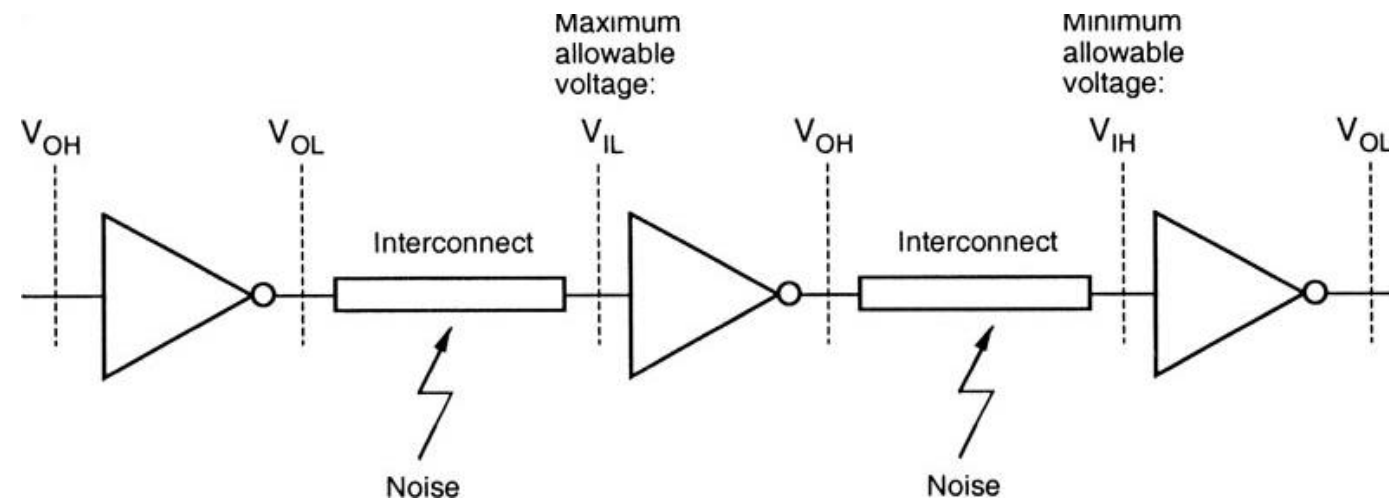 Maximum
allowable
voltage:
Minimum
allowable
voltage:
V_OH
V_OL
V_IL
V_OH
V_IH
V_OL
Interconnect
Interconnect
Noise
Noise